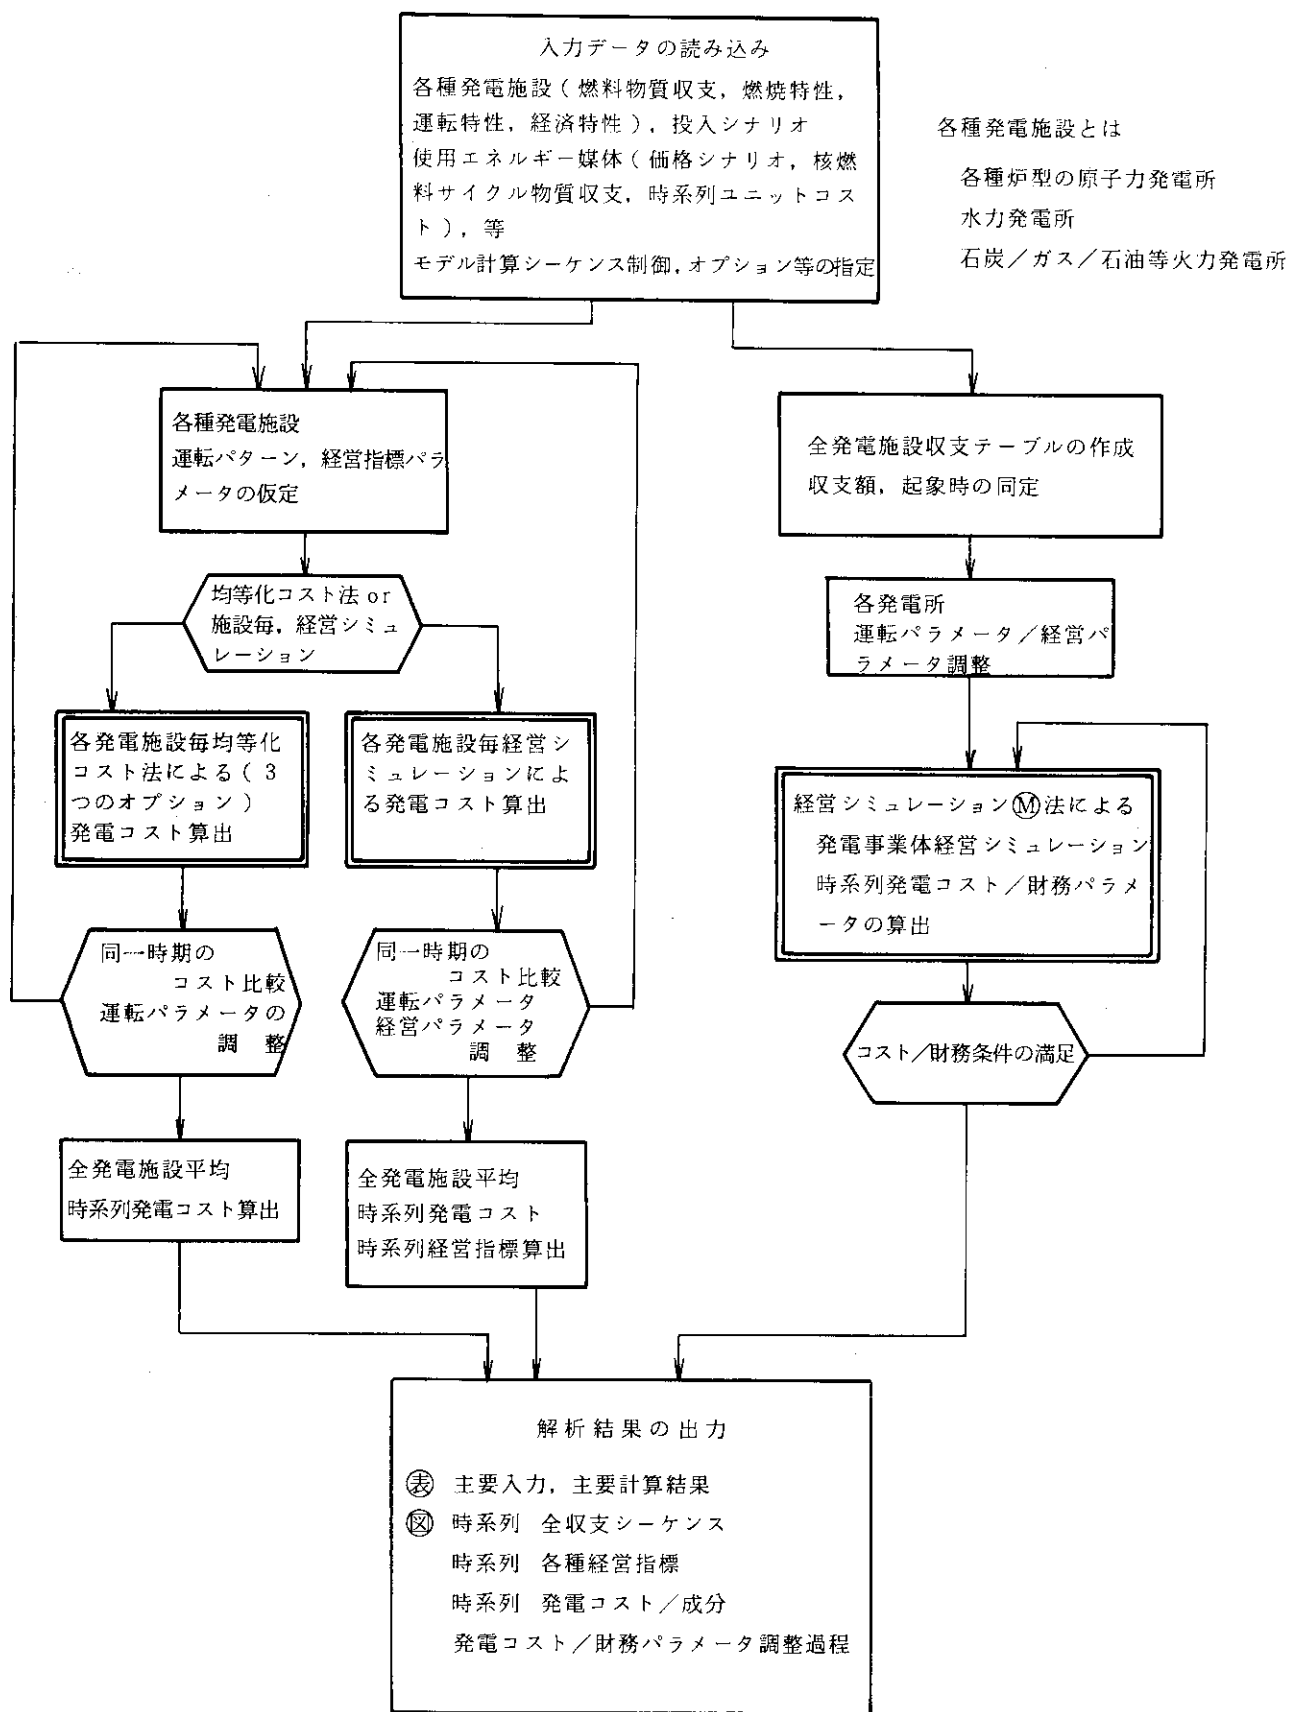 入力データの読み込み
各種発電施設（燃料物質収支，燃焼特性，
運転特性，経済特性），投入シナリオ
使用エネルギー媒体（価格シナリオ，核燃
料サイクル物質収支，時系列ユニットコス
ト），等
モデル計算シーケンス制御，オプション等の指定
各種発電施設とは
各種炉型の原子力発電所
水力発電所
石炭／ガス／石油等火力発電所
各種発電施設
運転パターン，経営指標パラ
メータの仮定
均等化コスト法 or
施設毎，経営シミュ
レーション
各発電施設毎均等化
コスト法による（3
つのオプション）
発電コスト算出
各発電施設毎経営シ
ミュレーションによ
る発電コスト算出
同一時期の
コスト比較
運転パラメータの
調　整
同一時期の
コスト比較
運転パラメータ
経営パラメータ
調　整
全発電施設平均
時系列発電コスト算出
全発電施設平均
時系列発電コスト
時系列経営指標算出
全発電施設収支テーブルの作成
収支額，起象時の同定
各発電所
運転パラメータ／経営パ
ラメータ調整
経営シミュレーションⓂ法による
発電事業体経営シミュレーション
時系列発電コスト／財務パラメ
ータの算出
コスト／財務条件の満足
解析結果の出力
表 主要入力，主要計算結果
図 時系列 全収支シーケンス
時系列 各種経営指標
時系列 発電コスト／成分
発電コスト／財務パラメータ調整過程